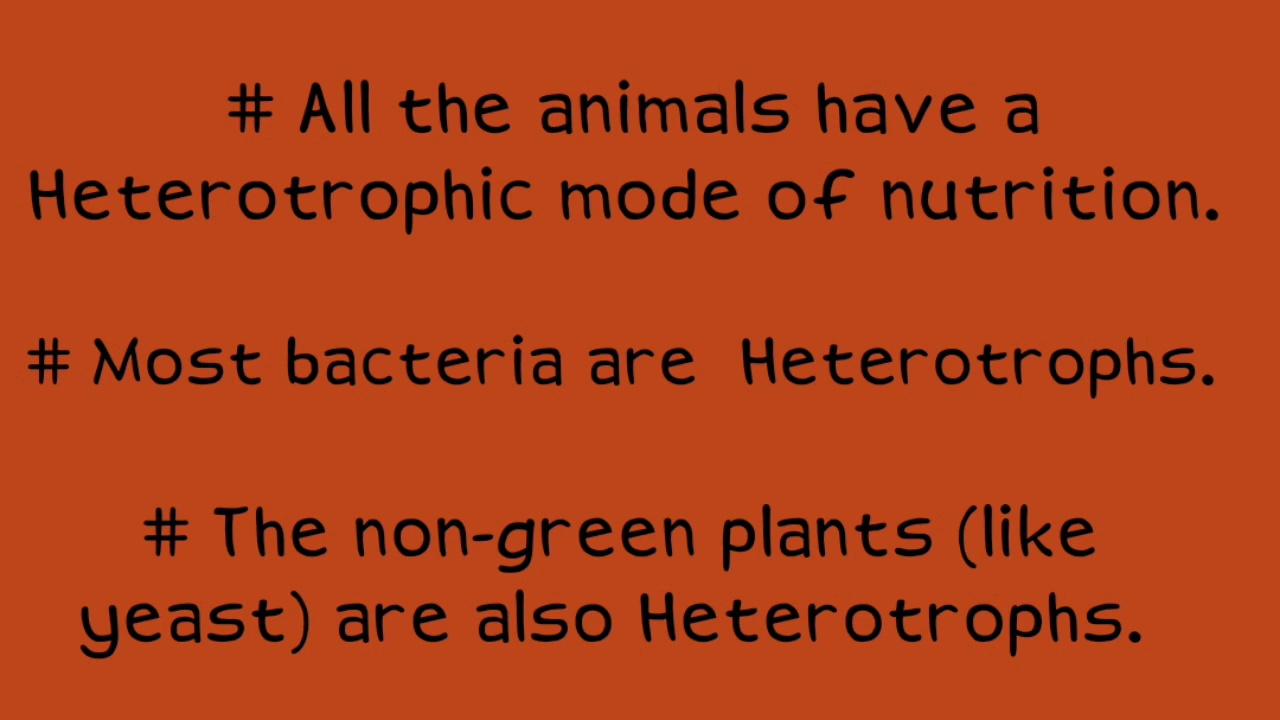 # All the animals have a
Heterotrophic mode of nutrition.
# Most bacteria are  Heterotrophs.
# The non-green plants (like
yeast) are also Heterotrophs.